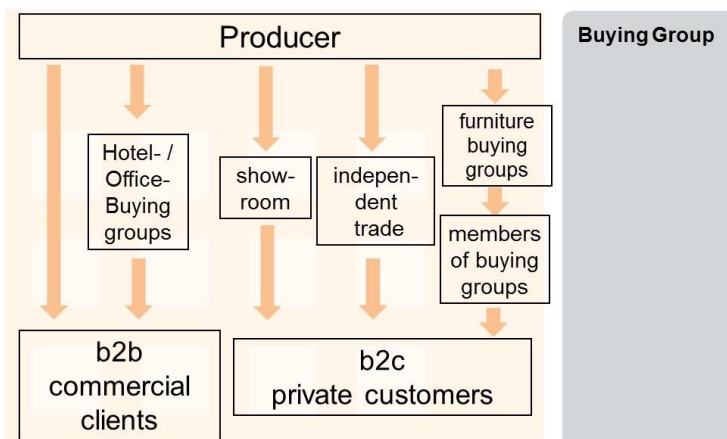 Producer
Buying Group
Hotel- /
Office-
Buying
groups
show-
room
indepen-
dent
trade
furniture
buying
groups
members
of buying
groups
b2b
commercial
clients
b2c
private customers